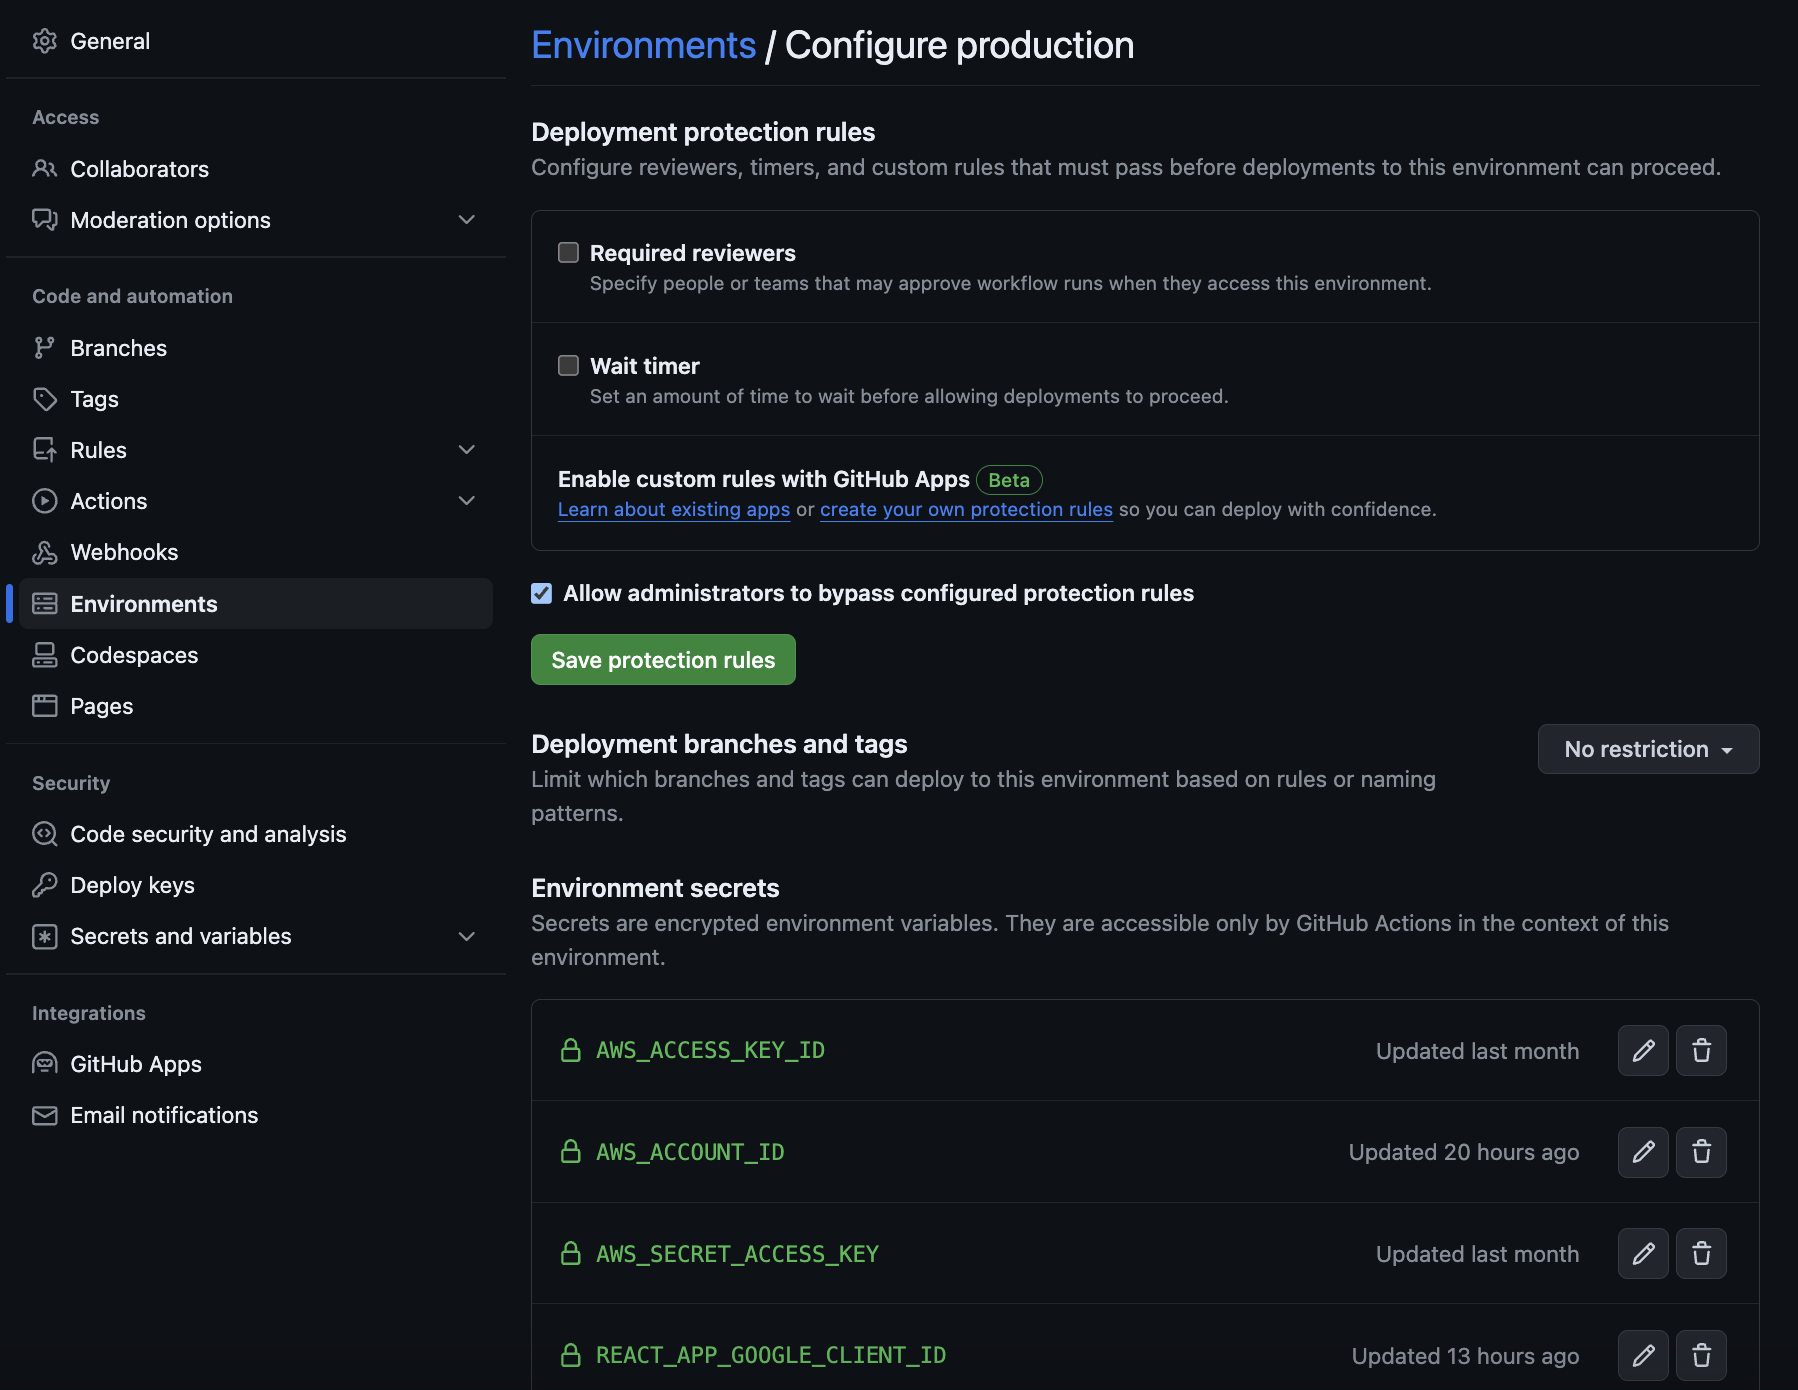 General
Access
Collaborators
Moderation options
Code and automation
Branches
Tags
Rules
Actions
Webhooks
Environments
Codespaces
Pages
Security
Code security and analysis
Deploy keys
Secrets and variables
Integrations
GitHub Apps
Email notifications
Environments / Configure production
Deployment protection rules
Configure reviewers, timers, and custom rules that must pass before deployments to this environment can proceed.
Required reviewers
Specify people or teams that may approve workflow runs when they access this environment.
Wait timer
Set an amount of time to wait before allowing deployments to proceed.
Enable custom rules with GitHub Apps Beta
Learn about existing apps or create your own protection rules so you can deploy with confidence.
Allow administrators to bypass configured protection rules
Save protection rules
Deployment branches and tags
No restriction
Limit which branches and tags can deploy to this environment based on rules or naming
patterns.
Environment secrets
Secrets are encrypted environment variables. They are accessible only by GitHub Actions in the context of this
environment.
AWS_ACCESS_KEY_ID Updated last month
AWS_ACCOUNT_ID Updated 20 hours ago
AWS_SECRET_ACCESS_KEY Updated last month
REACT_APP_GOOGLE_CLIENT_ID Updated 13 hours ago